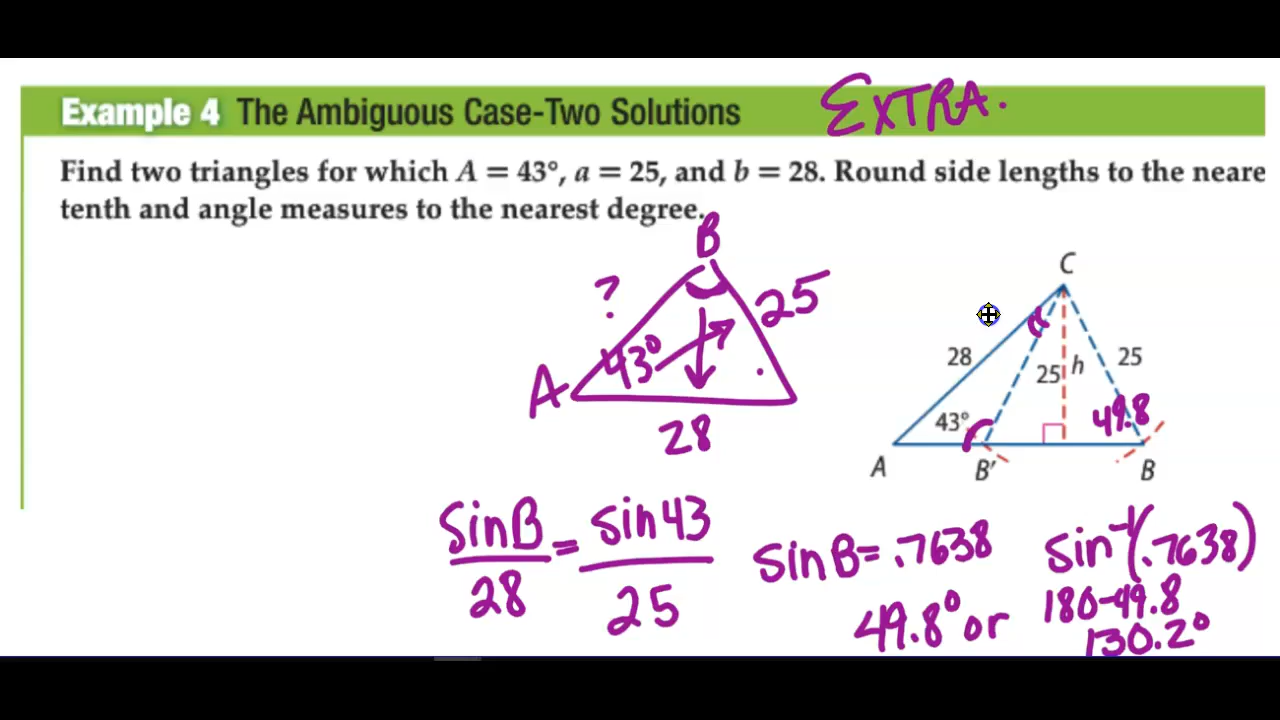 Example 4 The Ambiguous Case-Two Solutions
EXTRA.
Find two triangles for which A = 43°, a = 25, and b = 28. Round side lengths to the neare
tenth and angle measures to the nearest degree.
B
?
25
43°
A
28
C
28
25
h
25
43°
49.8
A
B'
B
sinB/28 = sin43/25
sinB=.7638
sin⁻¹(.7638)
49.8° or
180-49.8
130.2°